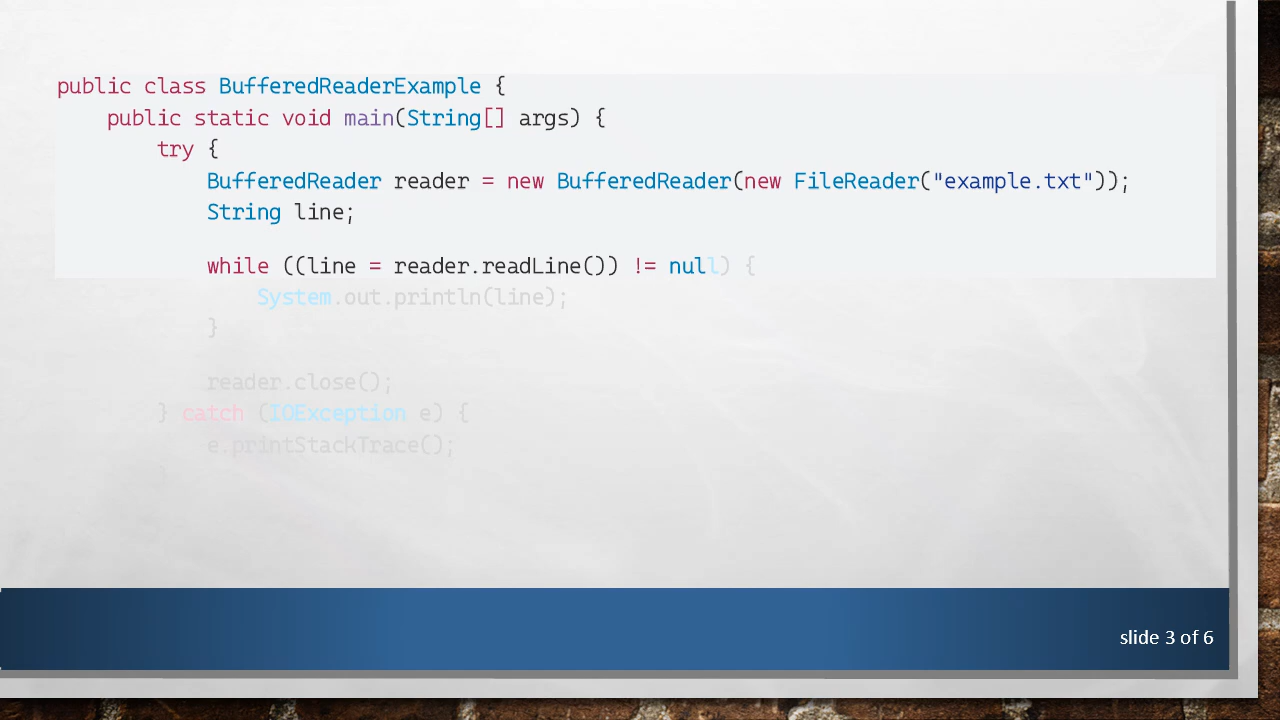 public class BufferedReaderExample {
    public static void main(String[] args) {
        try {
            BufferedReader reader = new BufferedReader(new FileReader("example.txt"));
            String line;
            while ((line = reader.readLine()) != null) {
                System.out.println(line);
            }
            reader.close();
        } catch (IOException e) {
            e.printStackTrace();
slide 3 of 6